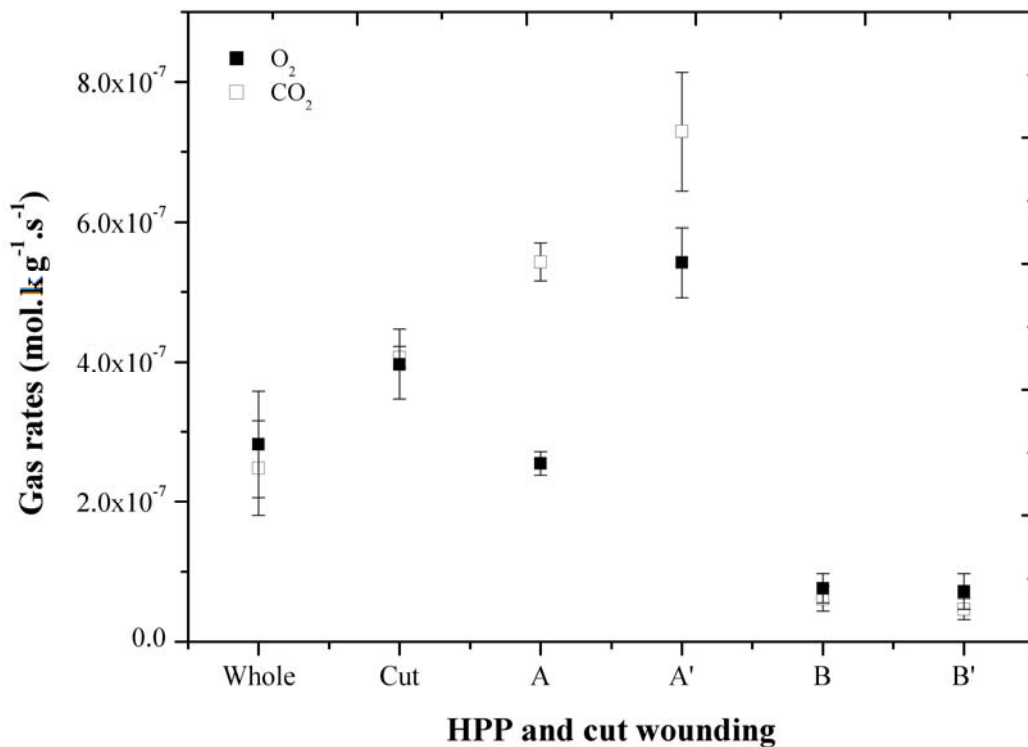 O₂
CO₂
8.0x10⁻⁷
6.0x10⁻⁷
4.0x10⁻⁷
2.0x10⁻⁷
0.0
Gas rates (mol.kg⁻¹.s⁻¹)
Whole Cut A A' B B'
HPP and cut wounding